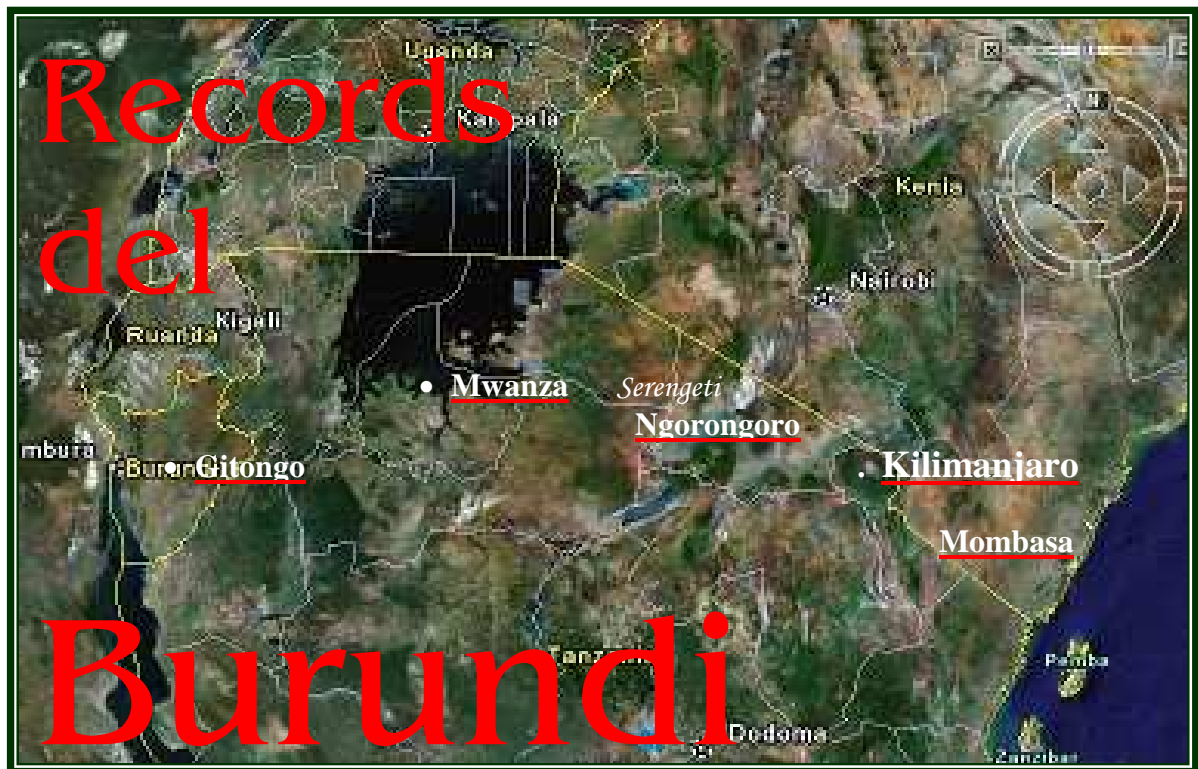 Records
del
Burundi
Uuanda
Kampala
Kenia
N
Nairobi
Ruanda
Kigali
Mwanza
Serengeti
Ngorongoro
mbura
Burundi
Gitongo
Kilimanjaro
Mombasa
Tanzania
Pemba
Dodoma
Zanzibar